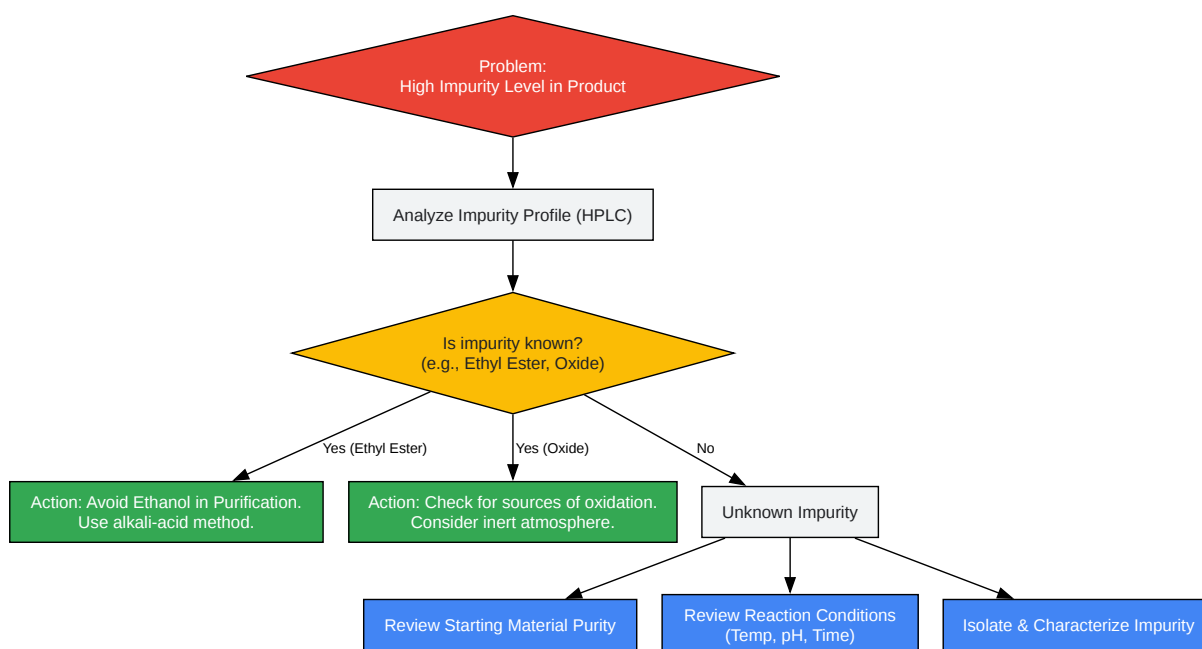 Problem:
High Impurity Level in Product
Analyze Impurity Profile (HPLC)
Is impurity known?
(e.g., Ethyl Ester, Oxide)
Yes (Ethyl Ester)
Yes (Oxide)
No
Action: Avoid Ethanol in Purification.
Use alkali-acid method.
Action: Check for sources of oxidation.
Consider inert atmosphere.
Unknown Impurity
Review Starting Material Purity
Review Reaction Conditions
(Temp, pH, Time)
Isolate & Characterize Impurity